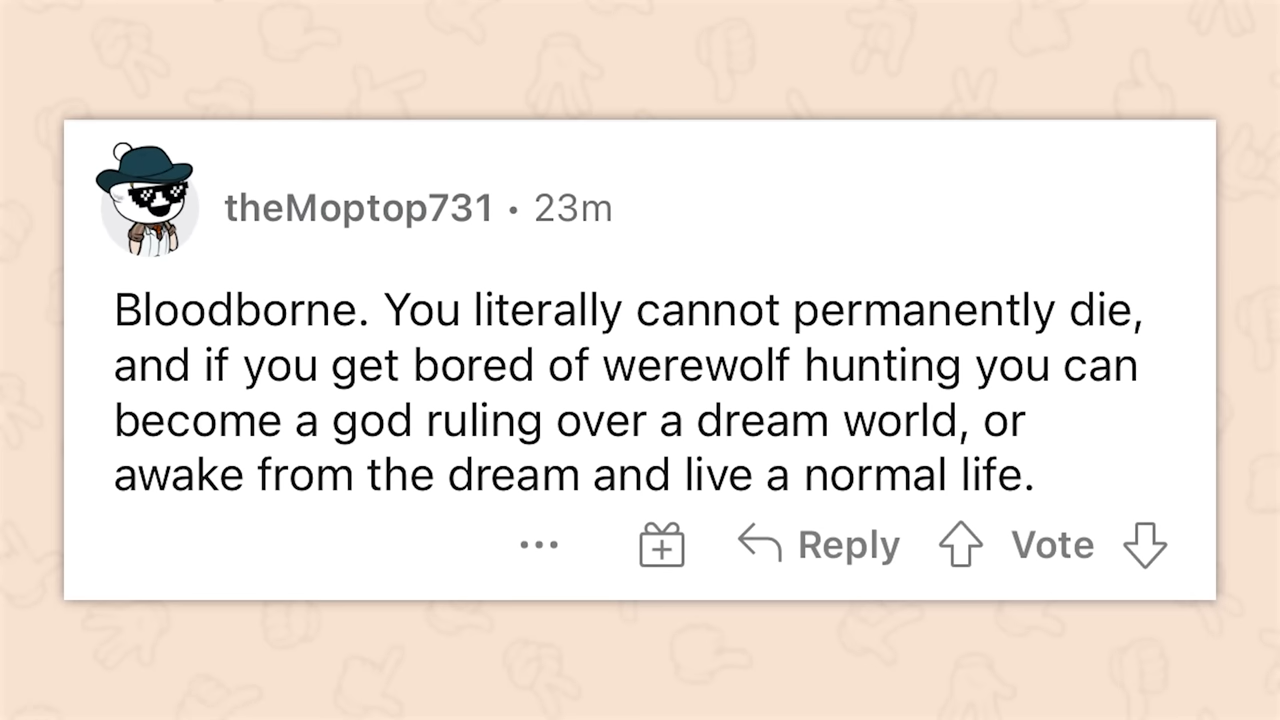 theMoptop731 • 23m
Bloodborne. You literally cannot permanently die,
and if you get bored of werewolf hunting you can
become a god ruling over a dream world, or
awake from the dream and live a normal life.
... Reply Vote